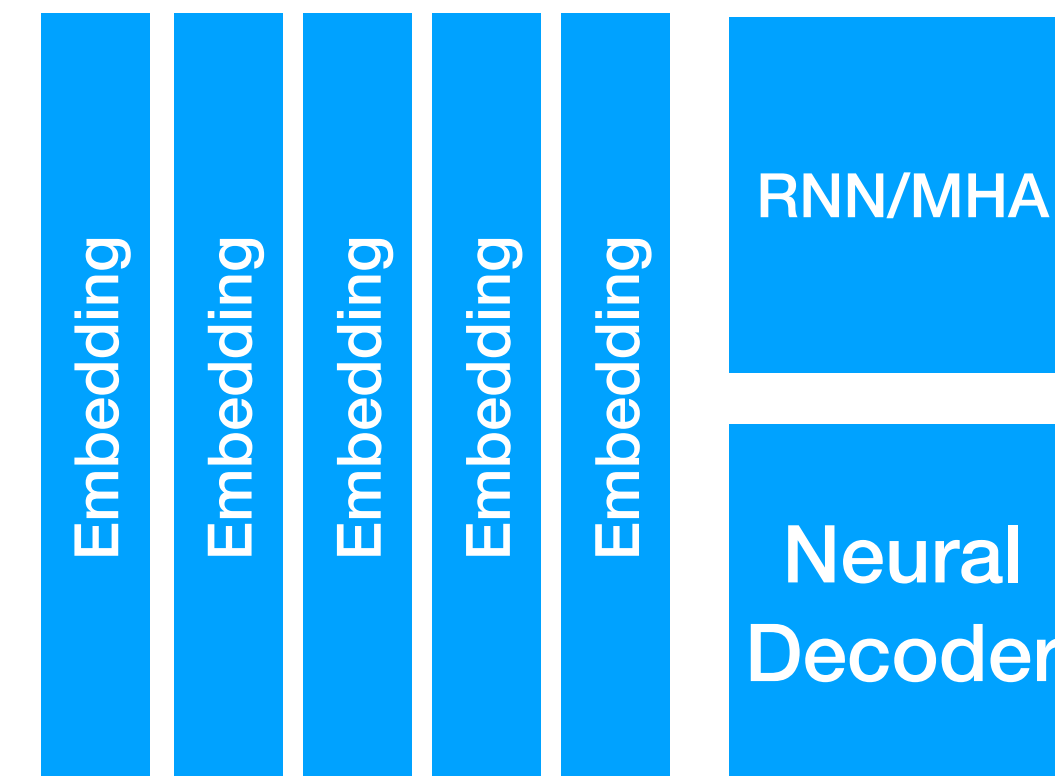 Embedding
Embedding
Embedding
Embedding
Embedding
RNN/MHA
Neural
Decoder